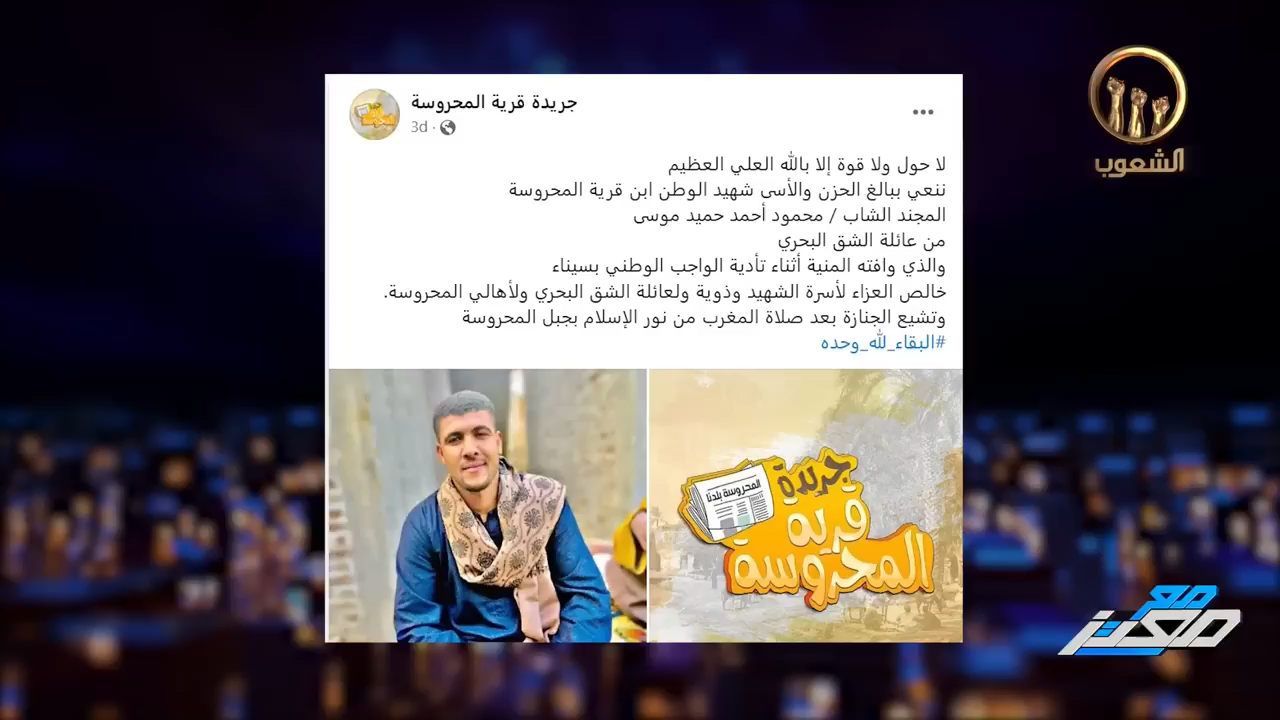 جريدة قرية المحروسة
3d ·
الشعوب
لا حول ولا قوة إلا بالله العلي العظيم
ننعي ببالغ الحزن والأسى شهيد الوطن ابن قرية المحروسة
المجند الشاب / محمود أحمد حميد موسى
من عائلة الشق البحري
والذي وافته المنية أثناء تأدية الواجب الوطني بسيناء
خالص العزاء لأسرة الشهيد وذوية ولعائلة الشق البحري ولأهالي المحروسة.
وتشيع الجنازة بعد صلاة المغرب من نور الإسلام بجبل المحروسة
#البقاء_لله_وحده
المحروسة بلدنا
جريدة
قرية
المحروسة
مع
معتز